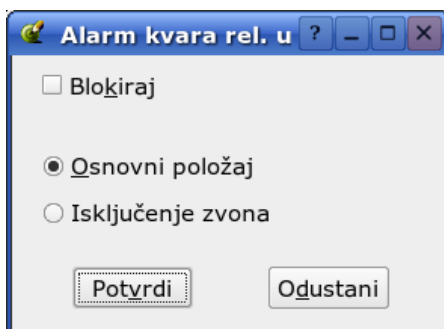 Alarm kvara rel. u
Blokiraj
Osnovni položaj
Isključenje zvona
Potvrdi
Odustani